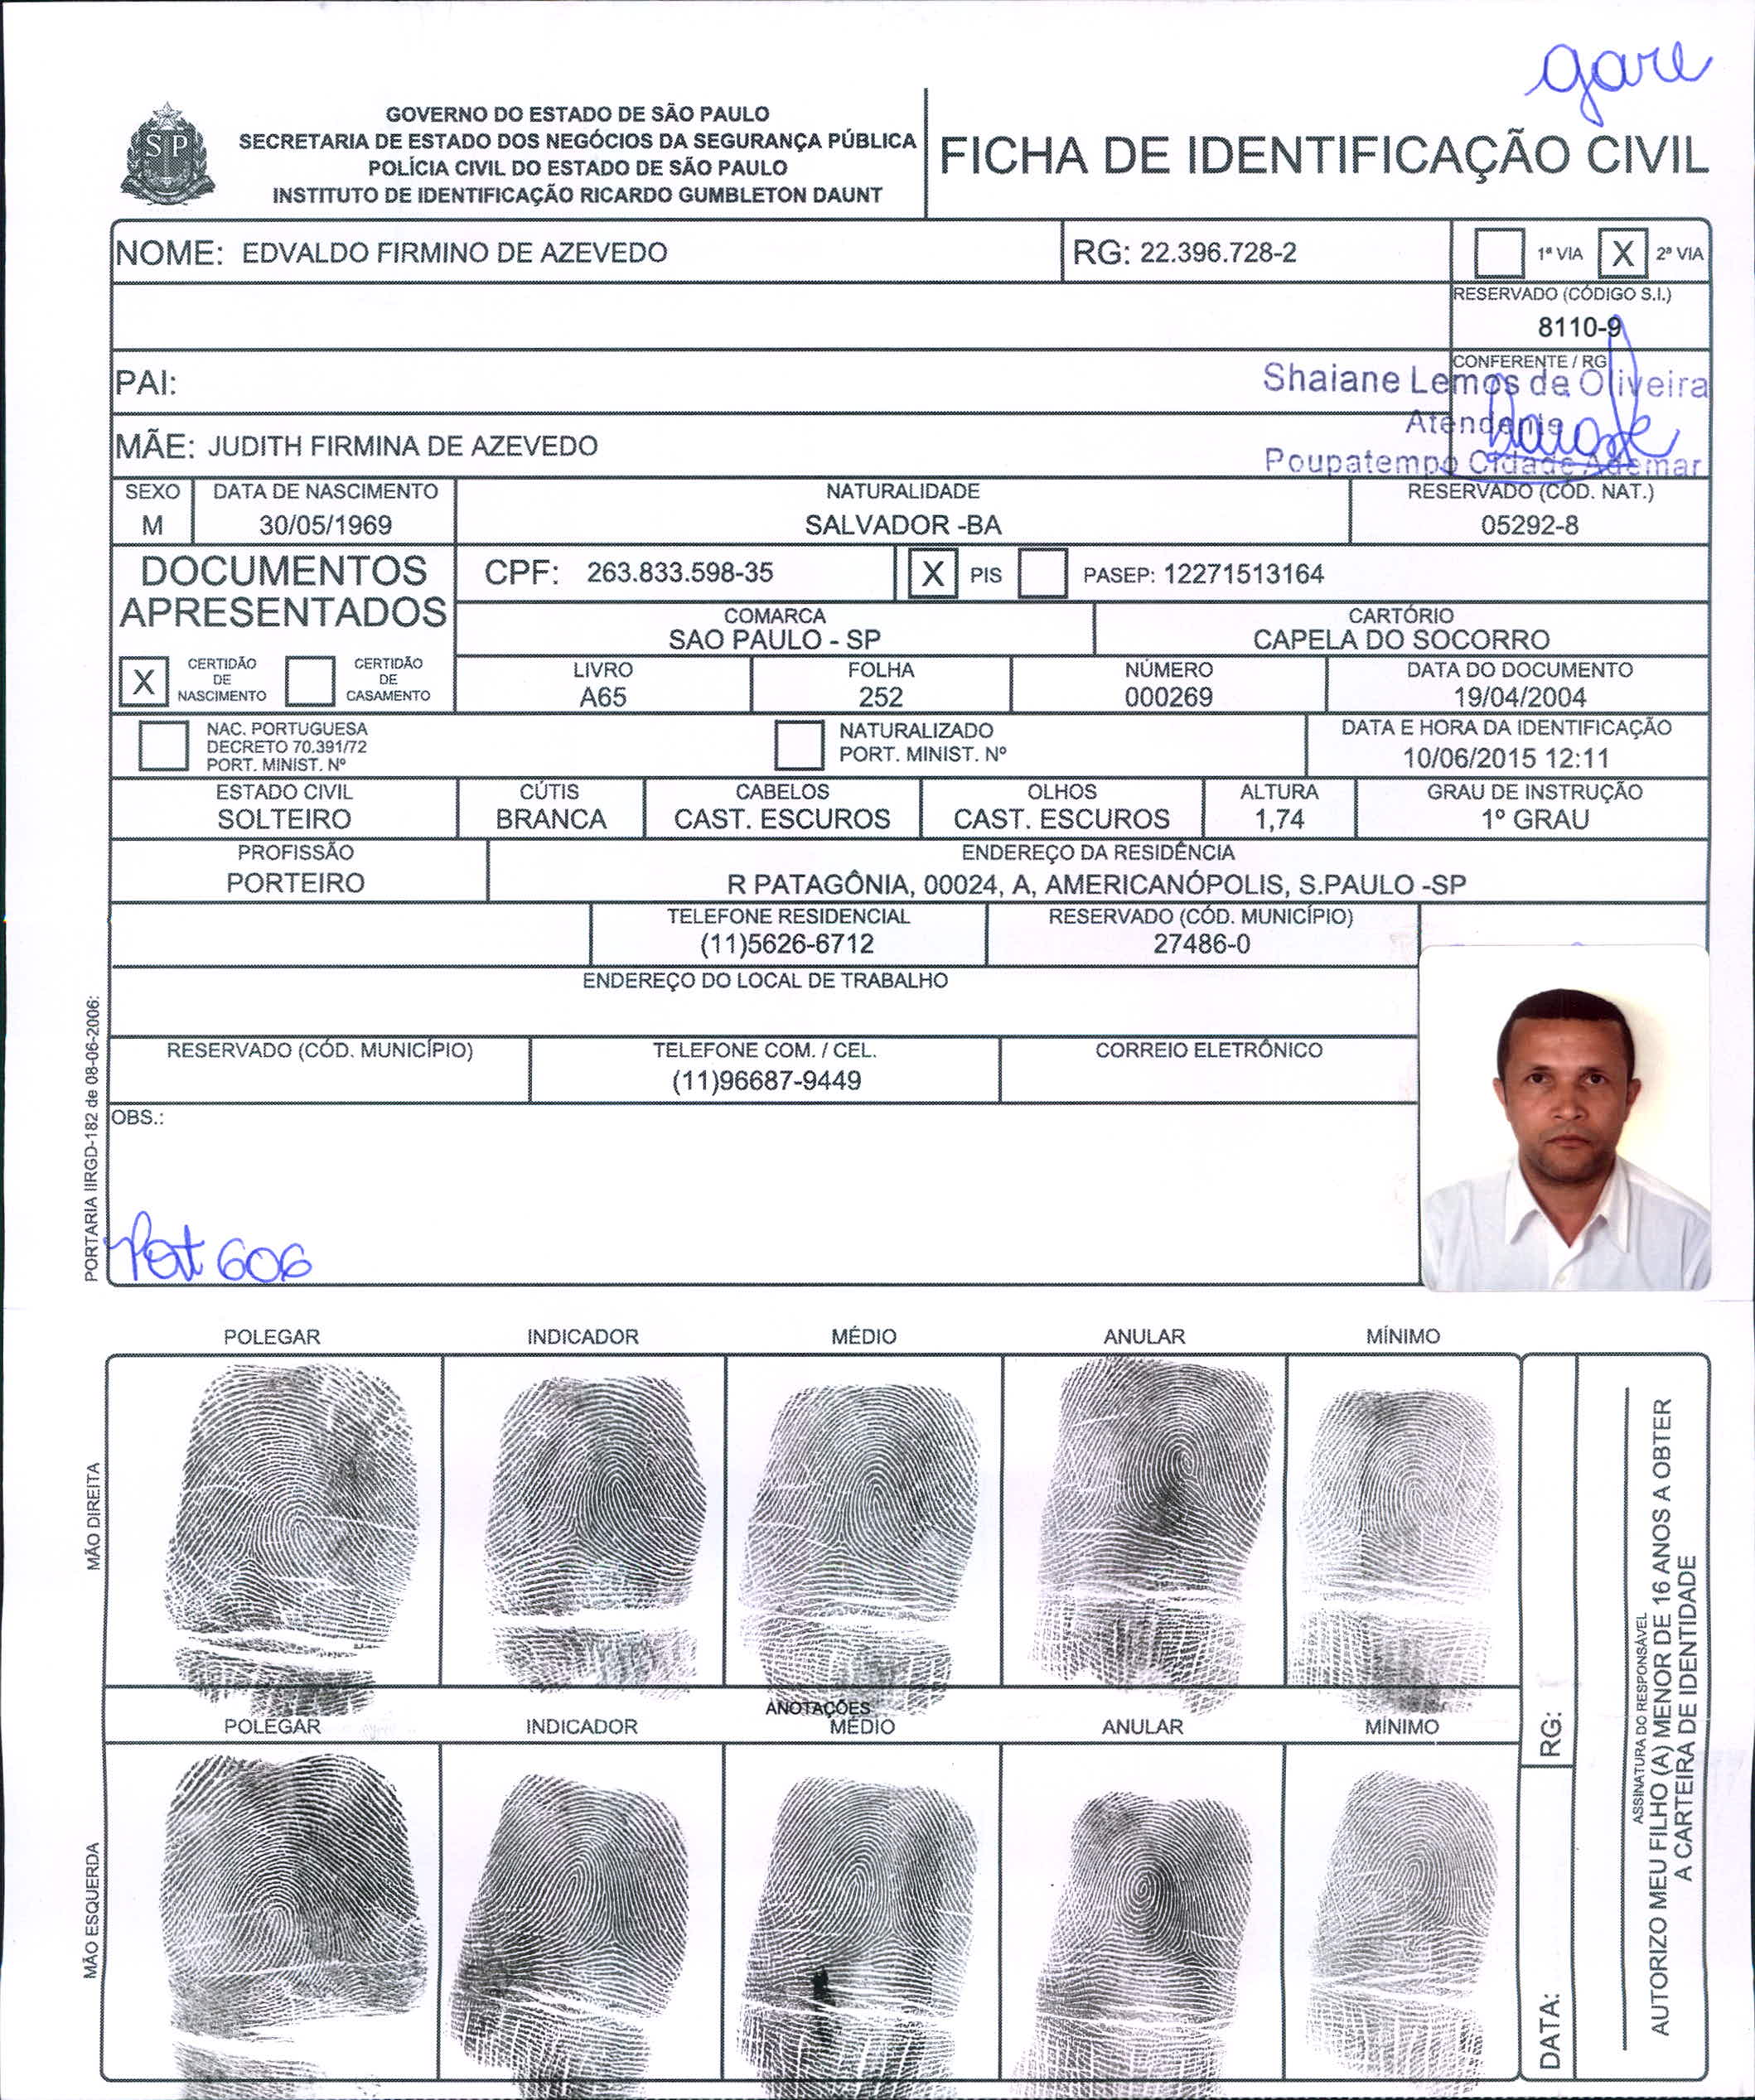 gare
SP
GOVERNO DO ESTADO DE SÃO PAULO
SECRETARIA DE ESTADO DOS NEGÓCIOS DA SEGURANÇA PÚBLICA
POLÍCIA CIVIL DO ESTADO DE SÃO PAULO
INSTITUTO DE IDENTIFICAÇÃO RICARDO GUMBLETON DAUNT
FICHA DE IDENTIFICAÇÃO CIVIL
NOME: EDVALDO FIRMINO DE AZEVEDO RG: 22.396.728-2 1ª VIA X 2ª VIA
RESERVADO (CÓDIGO S.I.)
8110-9
PAI:
CONFERENTE / RG
Shaiane Lemos de Oliveira
Atendente
Poupatempo Cidade Ademar
MÃE: JUDITH FIRMINA DE AZEVEDO
SEXO DATA DE NASCIMENTO NATURALIDADE RESERVADO (CÓD. NAT.)
M 30/05/1969 SALVADOR -BA 05292-8
DOCUMENTOS
APRESENTADOS
CPF: 263.833.598-35 X PIS PASEP: 12271513164
COMARCA CARTÓRIO
SAO PAULO - SP CAPELA DO SOCORRO
X CERTIDÃO DE NASCIMENTO CERTIDÃO DE CASAMENTO
LIVRO FOLHA NÚMERO DATA DO DOCUMENTO
A65 252 000269 19/04/2004
NAC. PORTUGUESA
DECRETO 70.391/72
PORT. MINIST. Nº
NATURALIZADO
PORT. MINIST. Nº
DATA E HORA DA IDENTIFICAÇÃO
10/06/2015 12:11
ESTADO CIVIL CÚTIS CABELOS OLHOS ALTURA GRAU DE INSTRUÇÃO
SOLTEIRO BRANCA CAST. ESCUROS CAST. ESCUROS 1,74 1º GRAU
PROFISSÃO ENDEREÇO DA RESIDÊNCIA
PORTEIRO R PATAGÔNIA, 00024, A, AMERICANÓPOLIS, S.PAULO -SP
TELEFONE RESIDENCIAL RESERVADO (CÓD. MUNICÍPIO)
(11)5626-6712 27486-0
ENDEREÇO DO LOCAL DE TRABALHO
RESERVADO (CÓD. MUNICÍPIO) TELEFONE COM. / CEL. CORREIO ELETRÔNICO
(11)96687-9449
OBS.:
606
PORTARIA IIRGD-182 de 08-06-2006:
POLEGAR INDICADOR MÉDIO ANULAR MÍNIMO
MÃO DIREITA
ANOTAÇÕES
POLEGAR INDICADOR MÉDIO ANULAR MÍNIMO
MÃO ESQUERDA
RG:
DATA:
ASSINATURA DO RESPONSÁVEL
AUTORIZO MEU FILHO (A) MENOR DE 16 ANOS A OBTER
A CARTEIRA DE IDENTIDADE